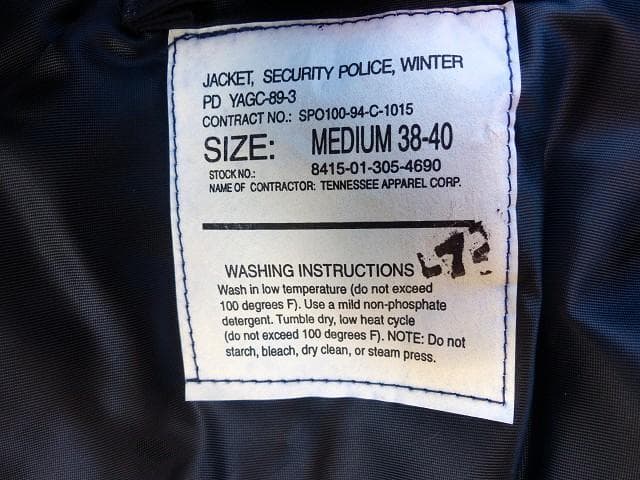 JACKET, SECURITY POLICE, WINTER
PD YAGC-89-3
CONTRACT NO.: SPO100-94-C-1015
SIZE: MEDIUM 38-40
STOCK NO.: 8415-01-305-4690
NAME OF CONTRACTOR: TENNESSEE APPAREL CORP.
WASHING INSTRUCTIONS
Wash in low temperature (do not exceed
100 degrees F). Use a mild non-phosphate
detergent. Tumble dry, low heat cycle
(do not exceed 100 degrees F). NOTE: Do not
starch, bleach, dry clean, or steam press.